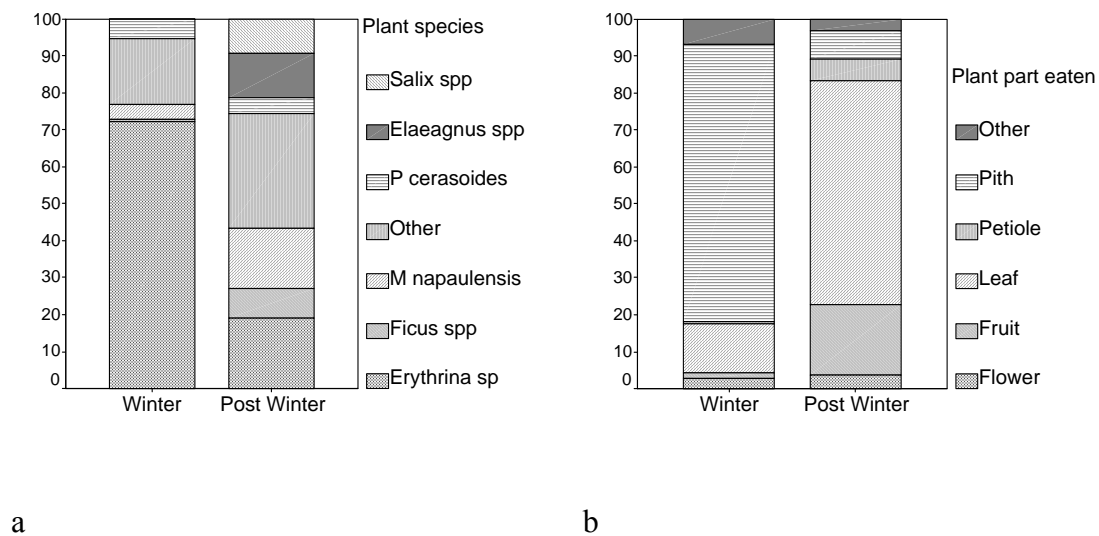 100
90
80
70
60
50
40
30
20
10
0
Winter Post Winter
Plant species
Salix spp
Elaeagnus spp
P cerasoides
Other
M napaulensis
Ficus spp
Erythrina sp
100
90
80
70
60
50
40
30
20
10
0
Winter Post Winter
Plant part eaten
Other
Pith
Petiole
Leaf
Fruit
Flower
a b